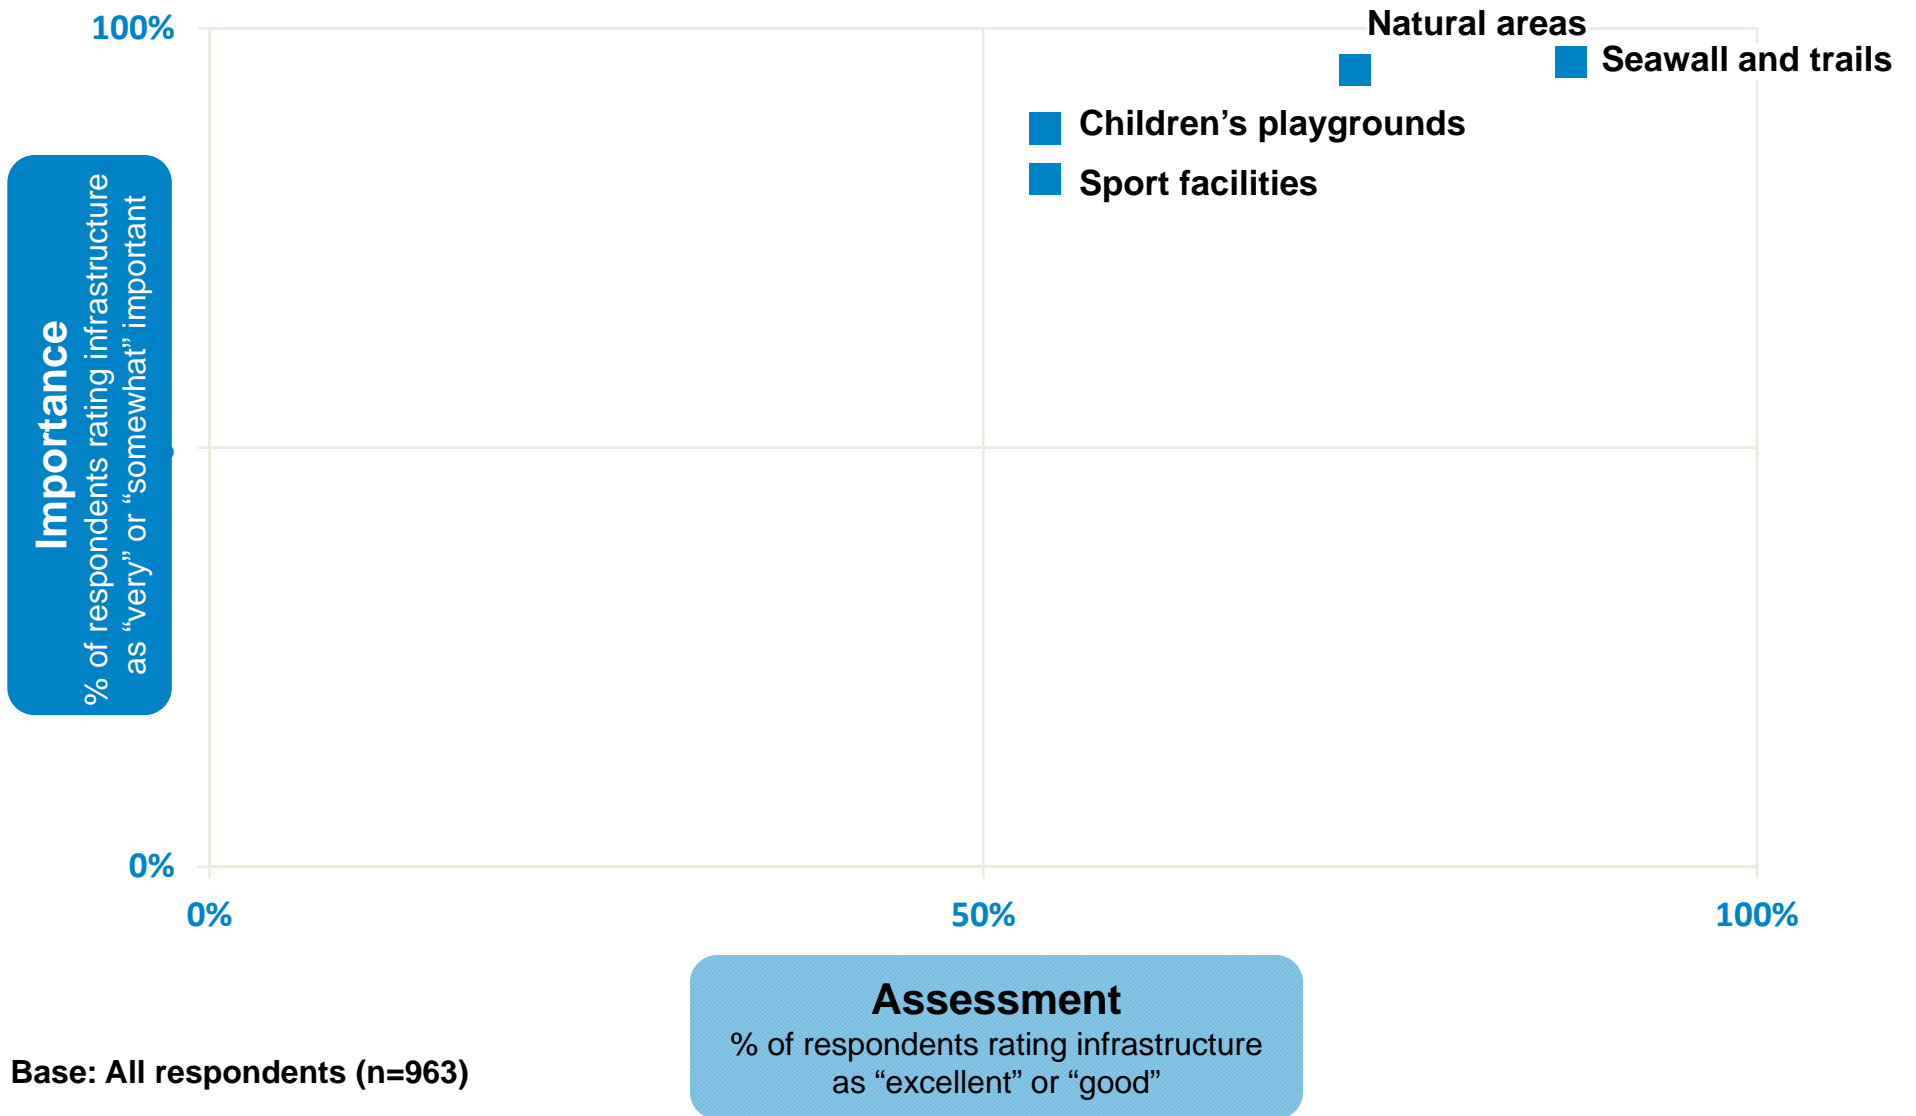 100%
Natural areas
Seawall and trails
Children’s playgrounds
Sport facilities
Importance
% of respondents rating infrastructure
as “very” or “somewhat” important
0%
0%
50%
100%
Assessment
% of respondents rating infrastructure
as “excellent” or “good”
Base: All respondents (n=963)